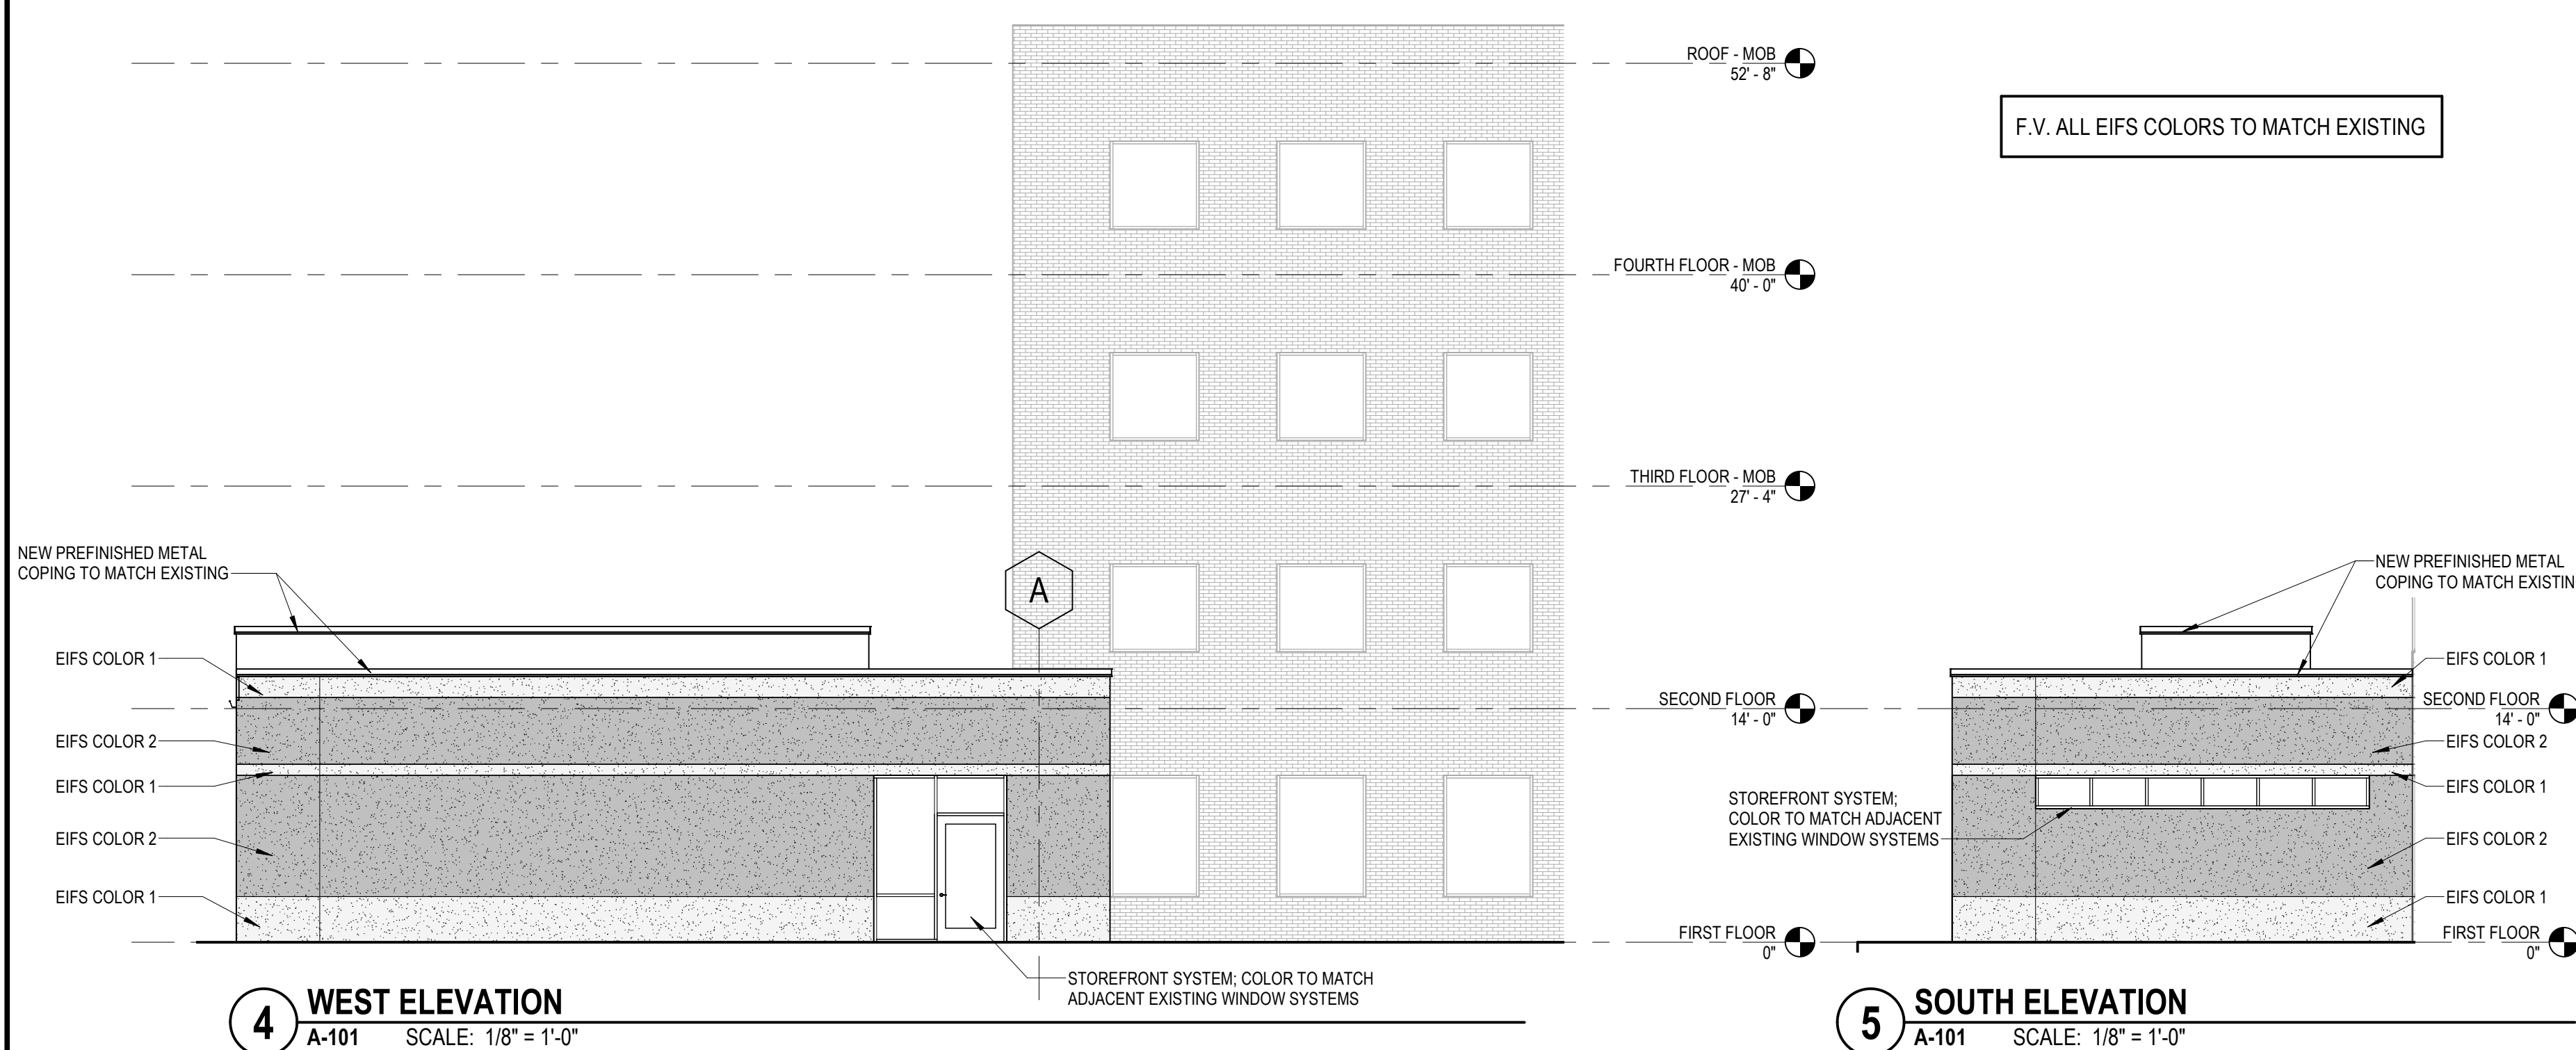 ROOF - MOB
52' - 8"
F.V. ALL EIFS COLORS TO MATCH EXISTING
FOURTH FLOOR - MOB
40' - 0"
THIRD FLOOR - MOB
27' - 4"
NEW PREFINISHED METAL
COPING TO MATCH EXISTING
A
EIFS COLOR 1
EIFS COLOR 2
EIFS COLOR 1
EIFS COLOR 2
EIFS COLOR 1
SECOND FLOOR
14' - 0"
FIRST FLOOR
0"
STOREFRONT SYSTEM; COLOR TO MATCH
ADJACENT EXISTING WINDOW SYSTEMS
4
WEST ELEVATION
A-101 SCALE: 1/8" = 1'-0"
NEW PREFINISHED METAL
COPING TO MATCH EXISTIN
EIFS COLOR 1
SECOND FLOOR
14' - 0"
EIFS COLOR 2
EIFS COLOR 1
STOREFRONT SYSTEM;
COLOR TO MATCH ADJACENT
EXISTING WINDOW SYSTEMS
EIFS COLOR 2
EIFS COLOR 1
FIRST FLOOR
0"
5
SOUTH ELEVATION
A-101 SCALE: 1/8" = 1'-0"